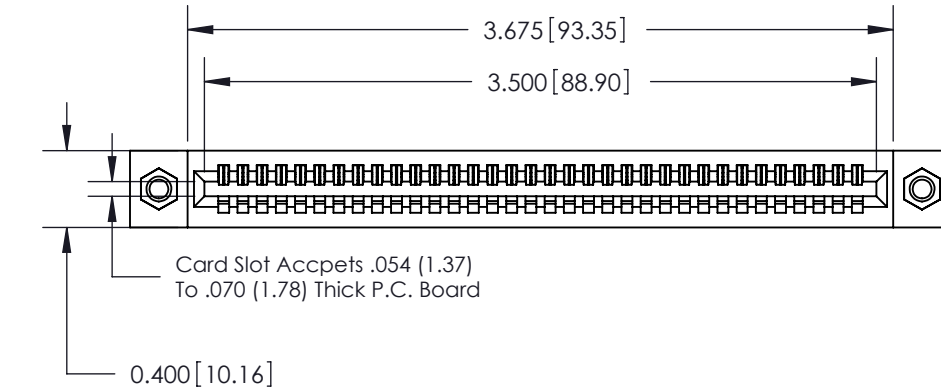 3.675[93.35]
3.500[88.90]
Card Slot Accpets .054 (1.37)
To .070 (1.78) Thick P.C. Board
0.400[10.16]